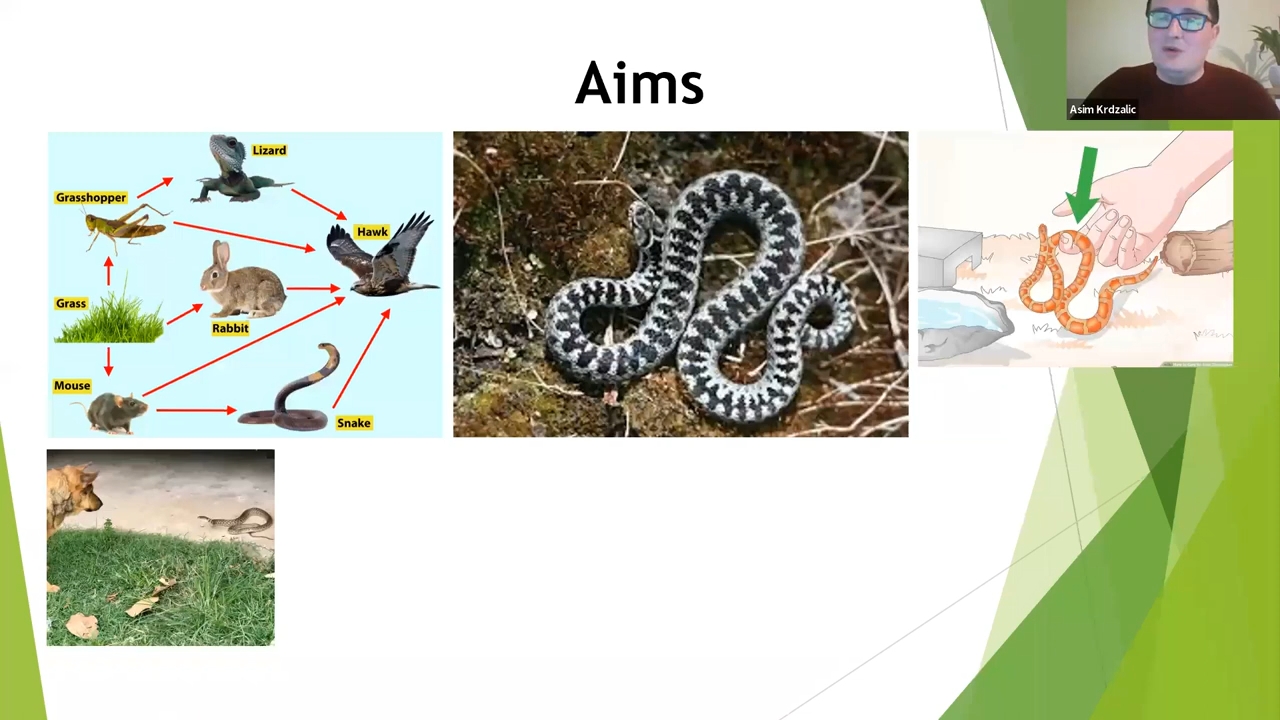 Aims
Asim Krdzalic
Lizard
Grasshopper
Hawk
Grass
Rabbit
Mouse
Snake